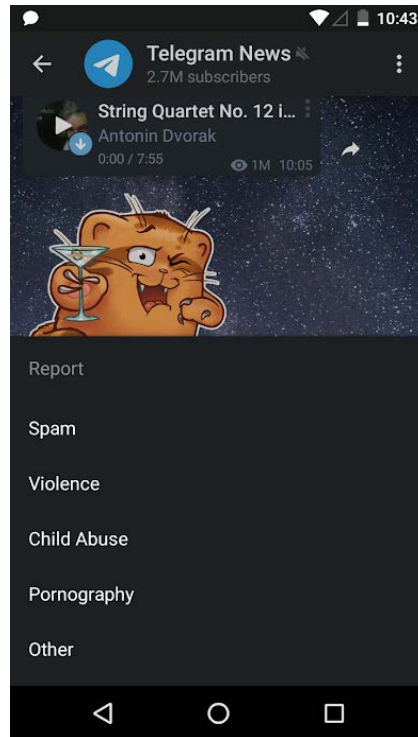 10:43
Telegram News
2.7M subscribers
String Quartet No. 12 i...
Antonin Dvorak
0:00 / 7:55
1M 10:05
Report
Spam
Violence
Child Abuse
Pornography
Other